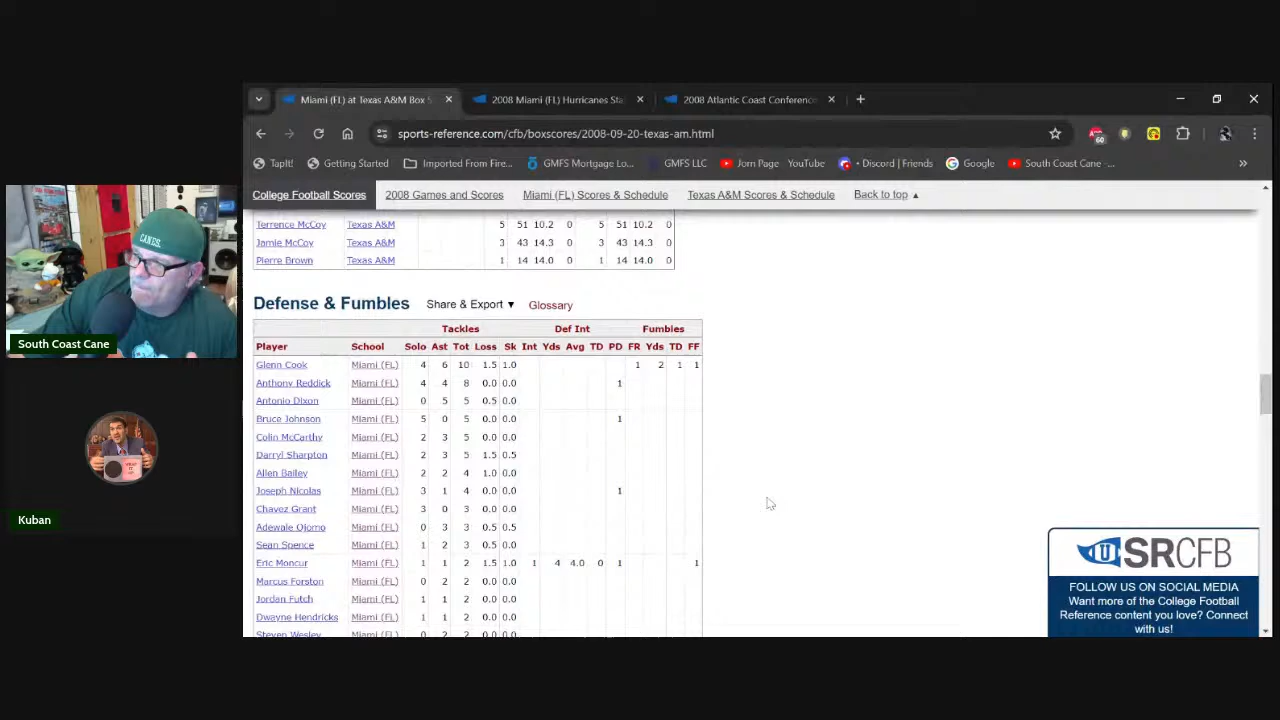 Miami (FL) at Texas A&M Box S
2008 Miami (FL) Hurricanes Sta
2008 Atlantic Coast Conference
sports-reference.com/cfb/boxscores/2008-09-20-texas-am.html
60
TapIt! Getting Started Imported From Fire... GMFS Mortgage Lo... GMFS LLC Jorn Page YouTube Discord | Friends Google South Coast Cane -... »
College Football Scores 2008 Games and Scores Miami (FL) Scores & Schedule Texas A&M Scores & Schedule Back to top ▲
Terrence McCoy Texas A&M 5 51 10.2 0 5 51 10.2 0
Jamie McCoy Texas A&M 3 43 14.3 0 3 43 14.3 0
Pierre Brown Texas A&M 1 14 14.0 0 1 14 14.0 0
Defense & Fumbles Share & Export ▼ Glossary
Tackles Def Int Fumbles
Player School Solo Ast Tot Loss Sk Int Yds Avg TD PD FR Yds TD FF
Glenn Cook Miami (FL) 4 6 10 1.5 1.0 1 2 1 1
Anthony Reddick Miami (FL) 4 4 8 0.0 0.0 1
Antonio Dixon Miami (FL) 0 5 5 0.5 0.0
Bruce Johnson Miami (FL) 5 0 5 0.0 0.0 1
Colin McCarthy Miami (FL) 2 3 5 0.0 0.0
Darryl Sharpton Miami (FL) 2 3 5 1.5 0.5
Allen Bailey Miami (FL) 2 2 4 1.0 0.0
Joseph Nicolas Miami (FL) 3 1 4 0.0 0.0 1
Chavez Grant Miami (FL) 3 0 3 0.0 0.0
Adewale Ojomo Miami (FL) 0 3 3 0.5 0.5
Sean Spence Miami (FL) 1 2 3 0.5 0.0
Eric Moncur Miami (FL) 1 1 2 1.5 1.0 1 4 4.0 0 1 1
Marcus Forston Miami (FL) 0 2 2 0.0 0.0
Jordan Futch Miami (FL) 1 1 2 0.0 0.0
Dwayne Hendricks Miami (FL) 1 1 2 0.0 0.0
Steven Wesley Miami (FL) 0 2 2 0.0 0.0
SRCFB
FOLLOW US ON SOCIAL MEDIA
Want more of the College Football
Reference content you love? Connect
with us!
CANES.
South Coast Cane
Kuban